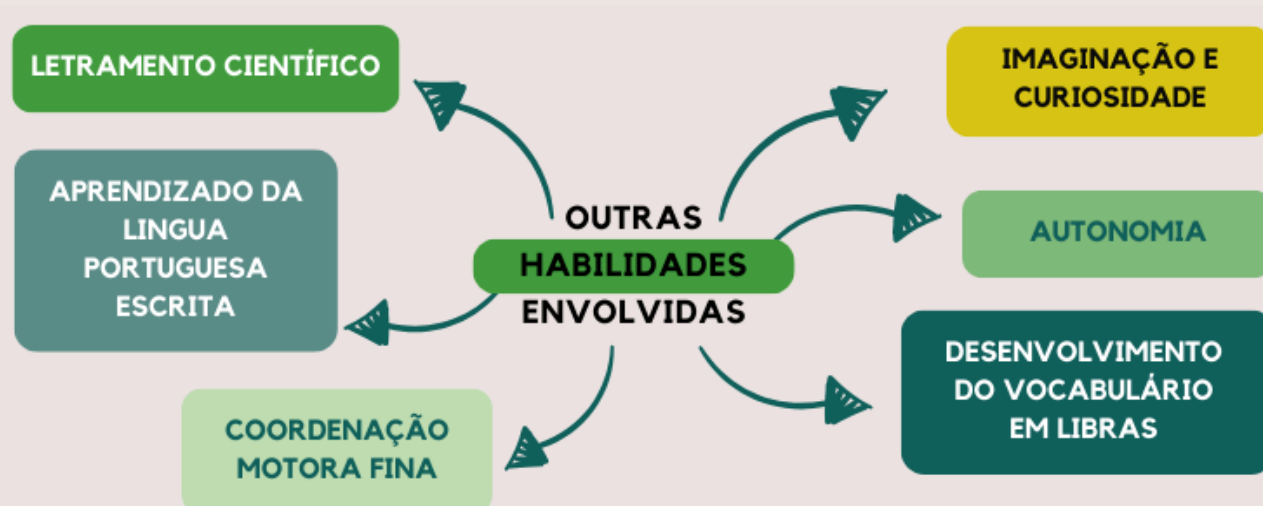 LETRAMENTO CIENTÍFICO
APRENDIZADO DA
LINGUA
PORTUGUESA
ESCRITA
COORDENAÇÃO
MOTORA FINA
OUTRAS
HABILIDADES
ENVOLVIDAS
IMAGINAÇÃO E
CURIOSIDADE
AUTONOMIA
DESENVOLVIMENTO
DO VOCABULÁRIO
EM LIBRAS